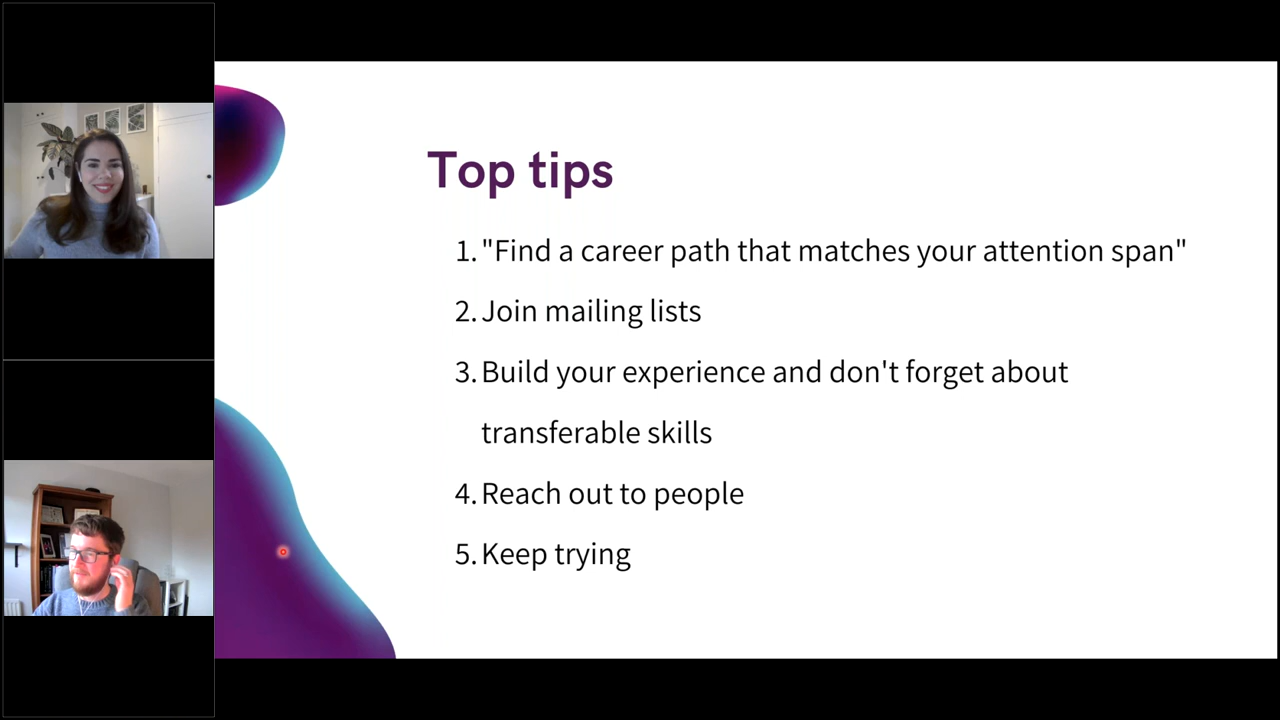 Top tips
1. "Find a career path that matches your attention span"
2. Join mailing lists
3. Build your experience and don't forget about
transferable skills
4. Reach out to people
5. Keep trying